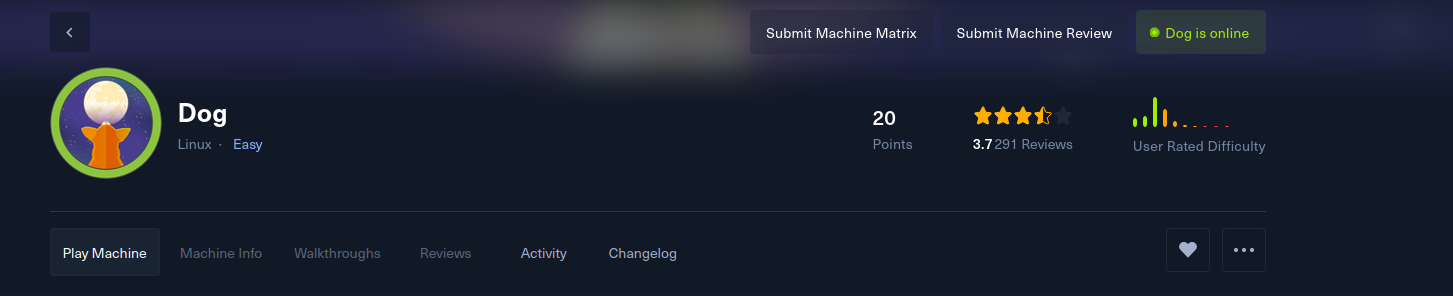 Submit Machine Matrix
Submit Machine Review
Dog is online
Dog
Linux · Easy
20
Points
3.7 291 Reviews
User Rated Difficulty
Play Machine
Machine Info
Walkthroughs
Reviews
Activity
Changelog